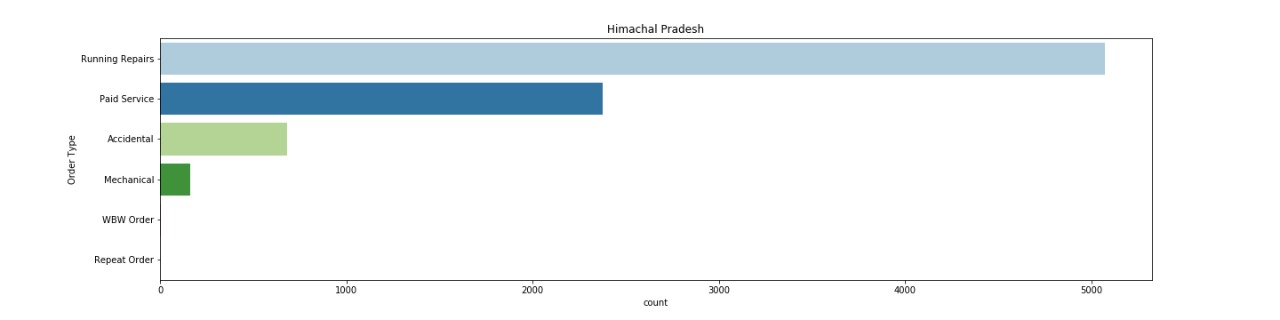 Himachal Pradesh
Running Repairs
Paid Service
Accidental
Mechanical
WBW Order
Repeat Order
Order Type
0 1000 2000 3000 4000 5000
count